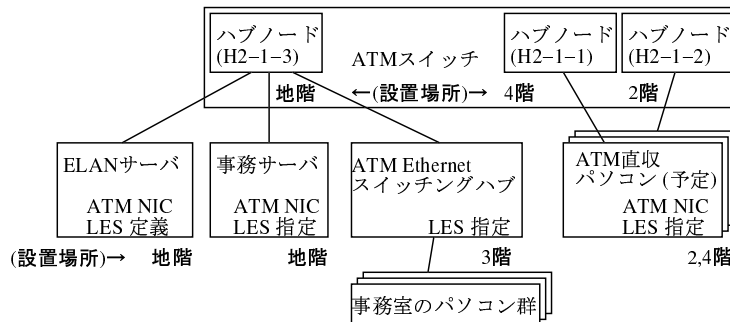 ハブノード
(H2−1−3)
ATMスイッチ
ハブノード
(H2−1−1)
ハブノード
(H2−1−2)
地階 ←(設置場所)→ 4階 2階
ELANサーバ
ATM NIC
LES 定義
事務サーバ
ATM NIC
LES 指定
ATM Ethernet
スイッチングハブ
LES 指定
ATM直収
パソコン (予定)
ATM NIC
LES 指定
(設置場所)→ 地階 地階 3階 2,4階
事務室のパソコン群